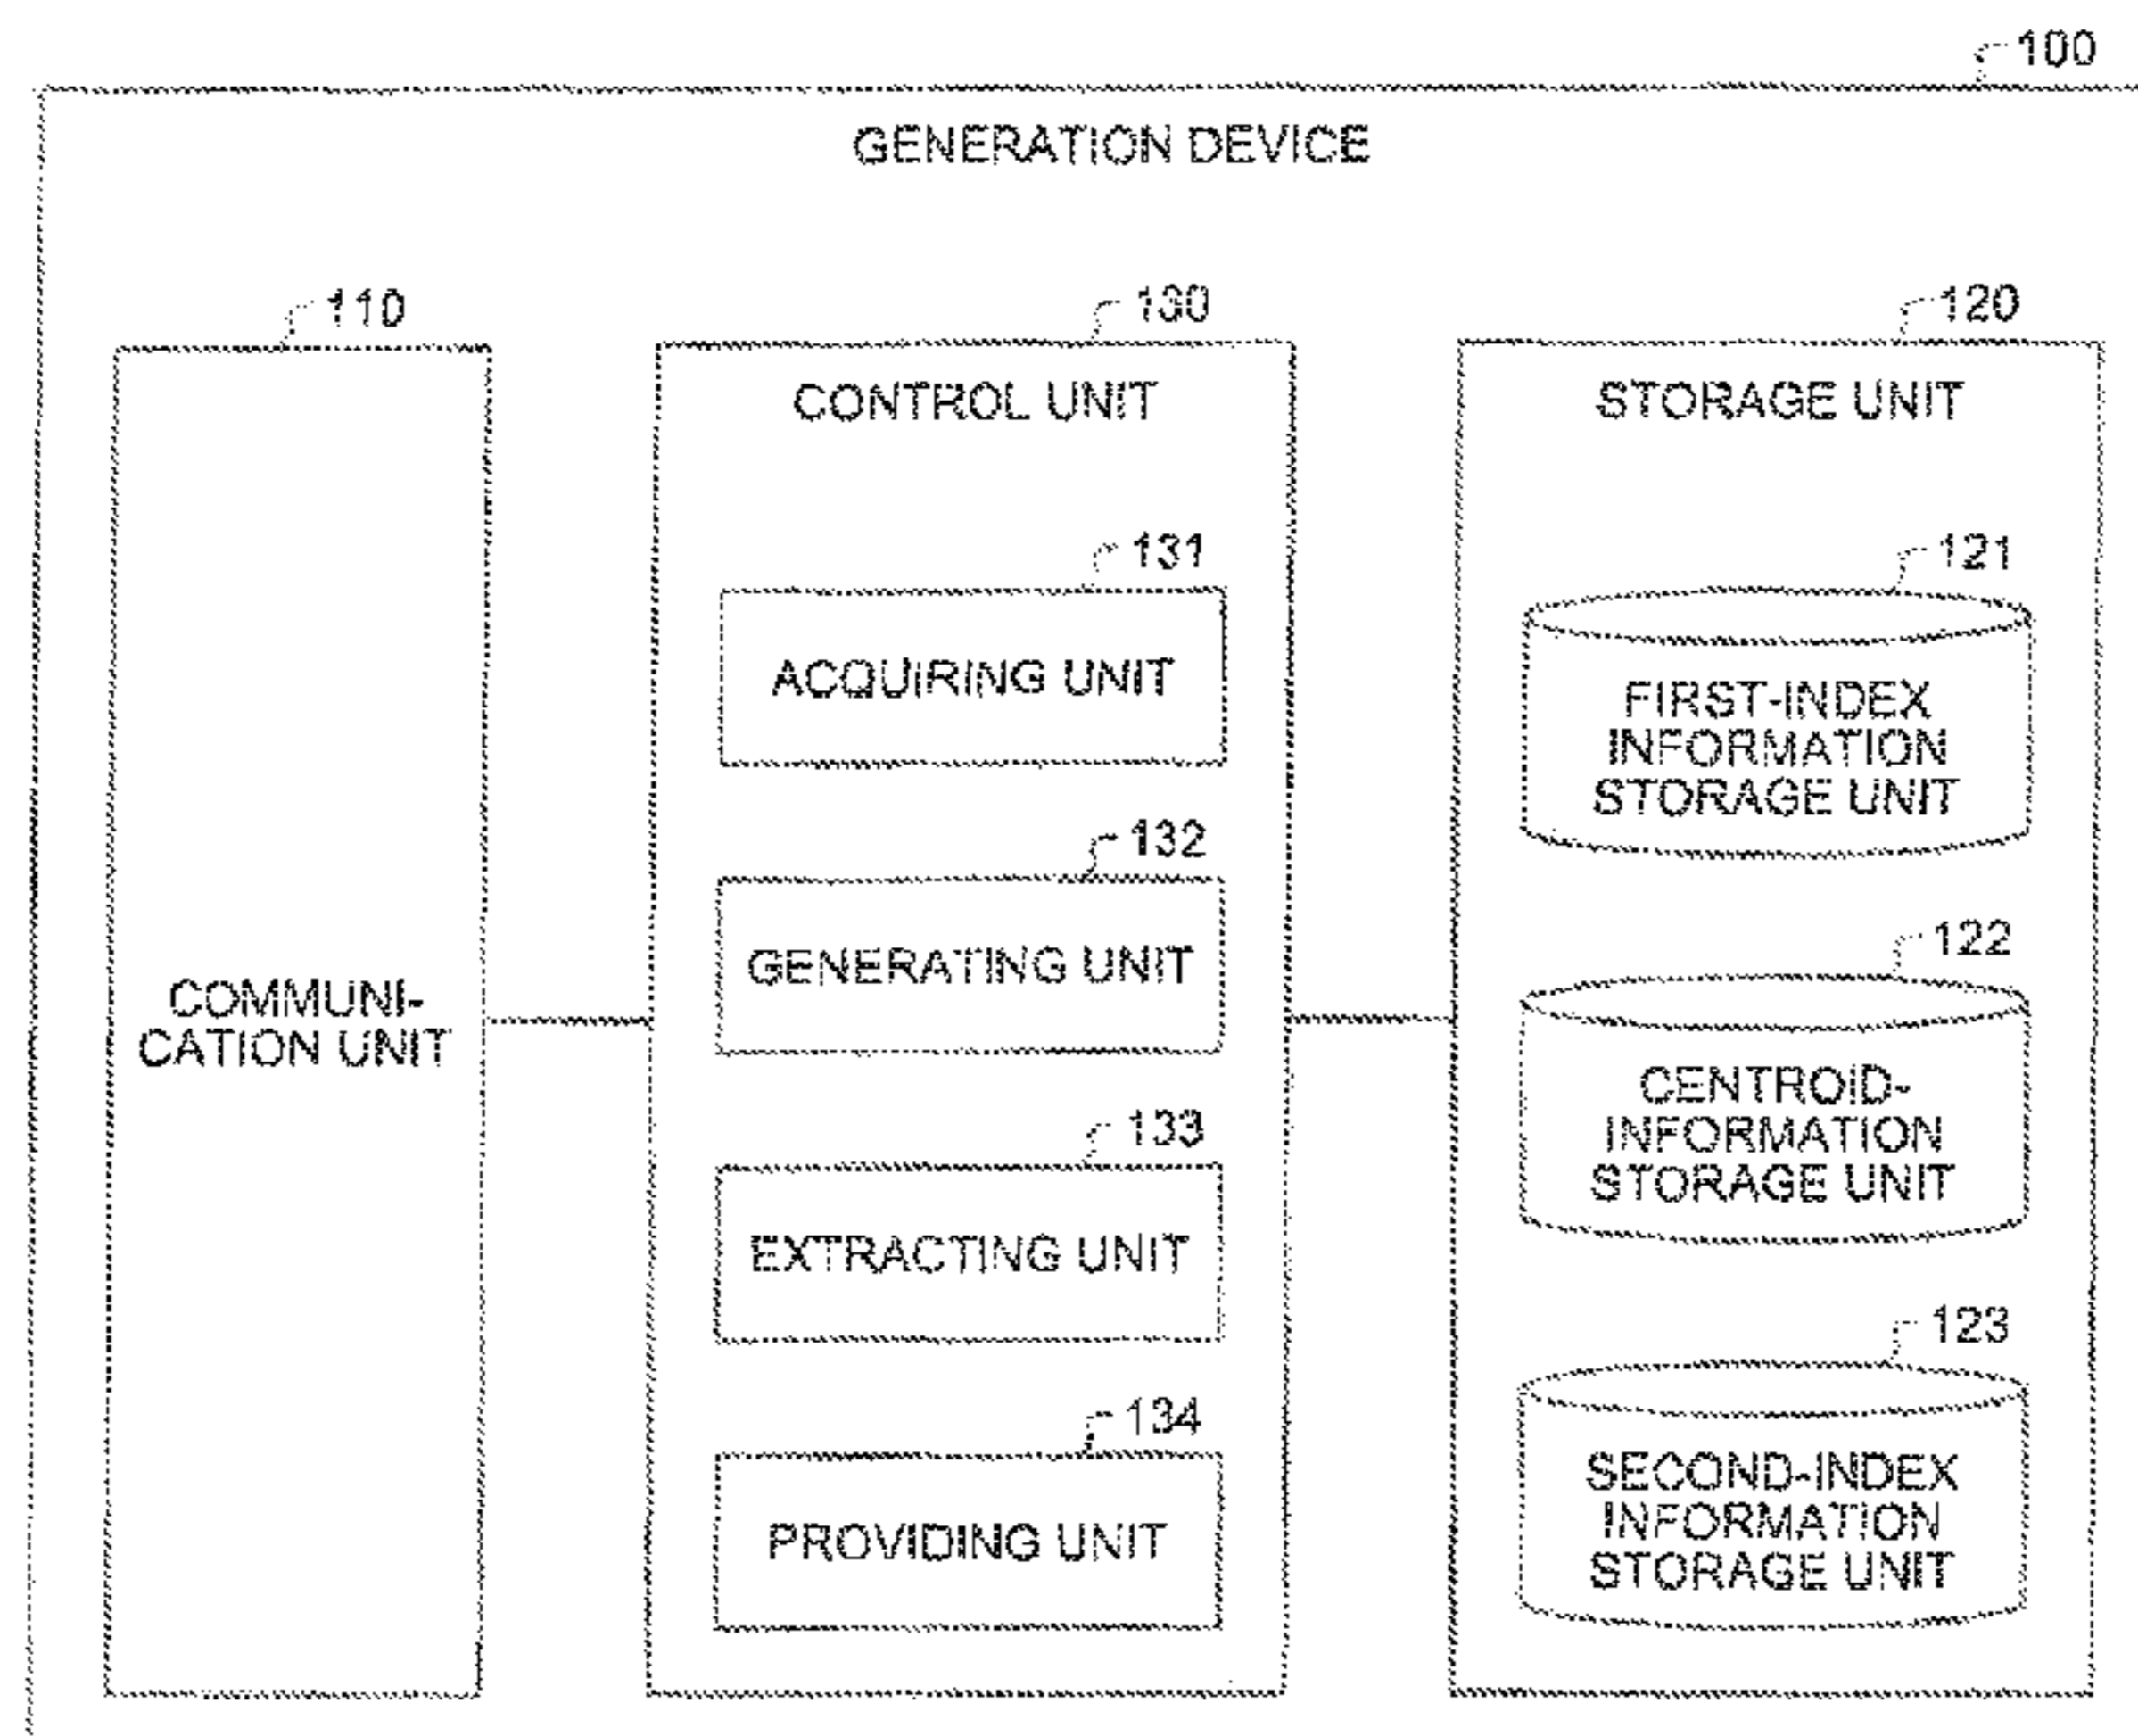 100
GENERATION DEVICE
110
COMMUNI-
CATION UNIT
130
CONTROL UNIT
131
ACQUIRING UNIT
132
GENERATING UNIT
133
EXTRACTING UNIT
134
PROVIDING UNIT
120
STORAGE UNIT
121
FIRST-INDEX
INFORMATION
STORAGE UNIT
122
CENTROID-
INFORMATION
STORAGE UNIT
123
SECOND-INDEX
INFORMATION
STORAGE UNIT